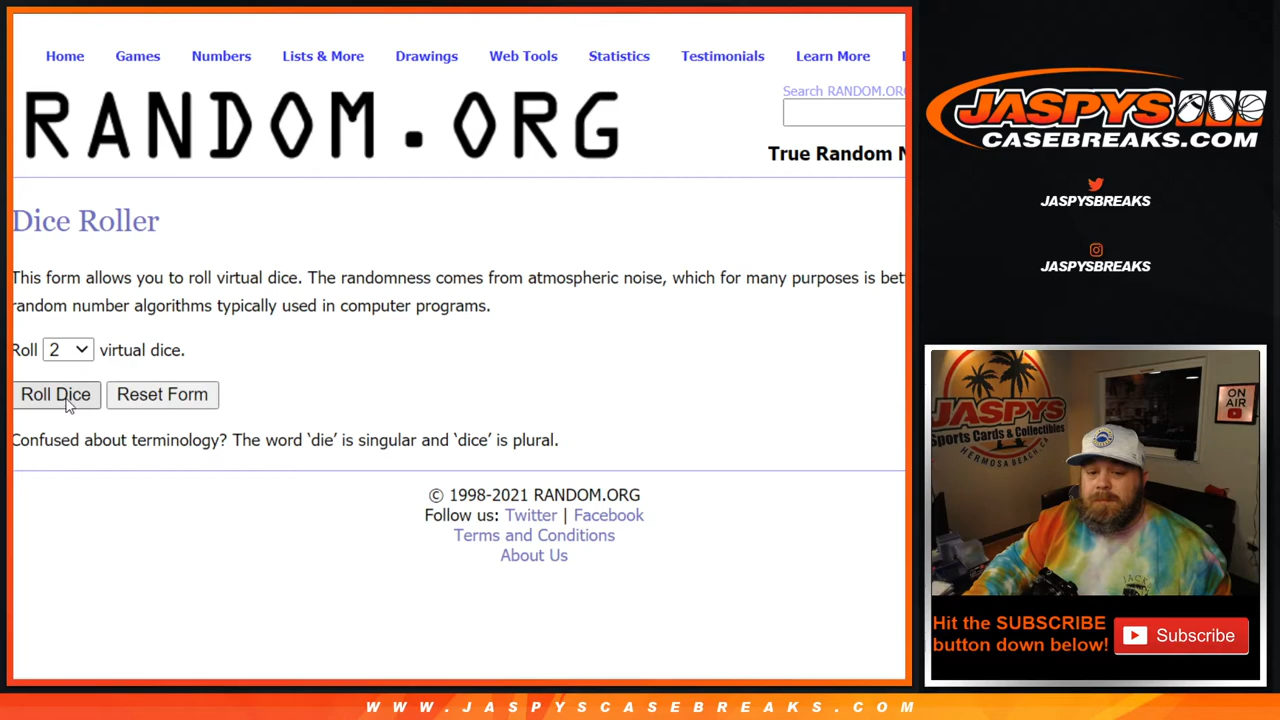 Home Games Numbers Lists & More Drawings Web Tools Statistics Testimonials Learn More
RANDOM.ORG
Search RANDOM.ORG
True Random N
Dice Roller
This form allows you to roll virtual dice. The randomness comes from atmospheric noise, which for many purposes is bet
random number algorithms typically used in computer programs.
Roll 2 virtual dice.
Roll Dice Reset Form
Confused about terminology? The word ‘die’ is singular and ‘dice’ is plural.
© 1998-2021 RANDOM.ORG
Follow us: Twitter | Facebook
Terms and Conditions
About Us
JASPYS
CASEBREAKS.COM
JASPYSBREAKS
JASPYSBREAKS
JASPYS
Sports Cards & Collectibles
HERMOSA BEACH, CA
ON
AIR
Hit the SUBSCRIBE
button down below!
Subscribe
WWW.JASPYSCASEBREAKS.COM